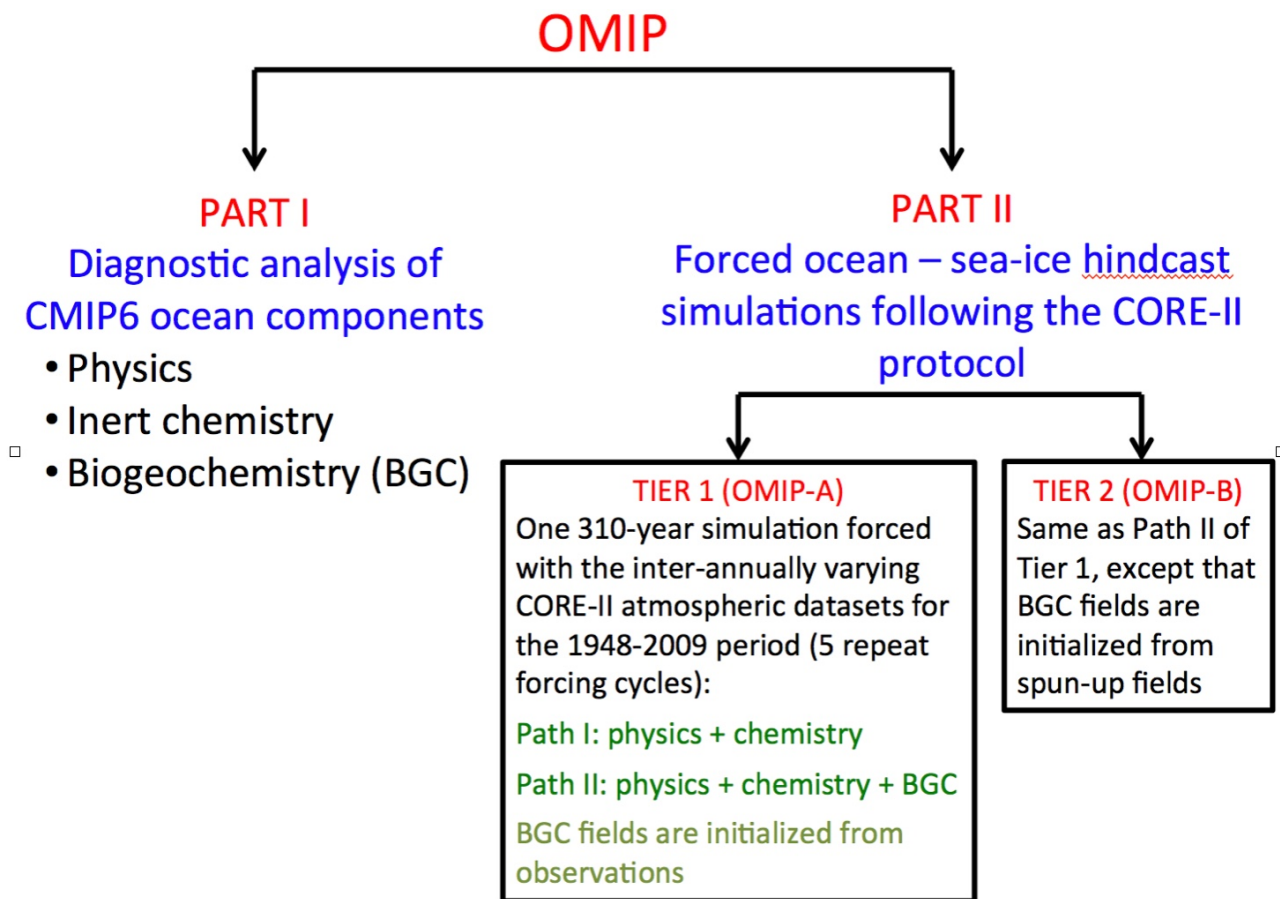 OMIP
PART I
Diagnostic analysis of
CMIP6 ocean components
• Physics
• Inert chemistry
• Biogeochemistry (BGC)
PART II
Forced ocean – sea-ice hindcast
simulations following the CORE-II
protocol
TIER 1 (OMIP-A)
One 310-year simulation forced
with the inter-annually varying
CORE-II atmospheric datasets for
the 1948-2009 period (5 repeat
forcing cycles):
Path I: physics + chemistry
Path II: physics + chemistry + BGC
BGC fields are initialized from
observations
TIER 2 (OMIP-B)
Same as Path II of
Tier 1, except that
BGC fields are
initialized from
spun-up fields